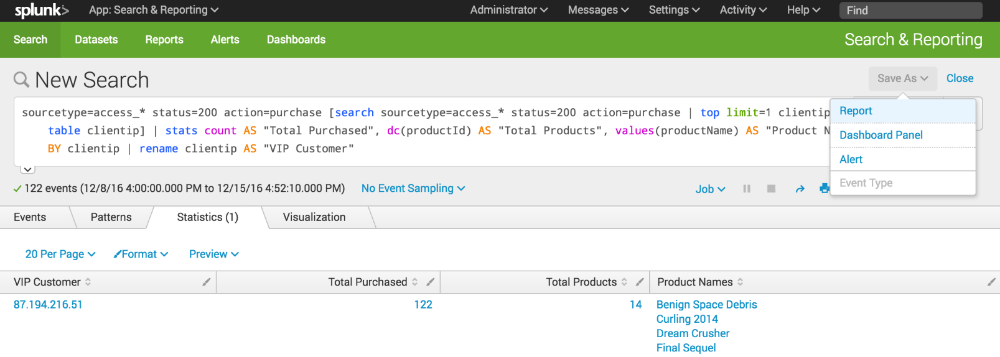 splunk> App: Search & Reporting Administrator Messages Settings Activity Help Find
Search Datasets Reports Alerts Dashboards Search & Reporting
New Search Save As Close
sourcetype=access_* status=200 action=purchase [search sourcetype=access_* status=200 action=purchase | top limit=1 clientip
table clientip] | stats count AS "Total Purchased", dc(productId) AS "Total Products", values(productName) AS "Product N
BY clientip | rename clientip AS "VIP Customer"
Report
Dashboard Panel
Alert
Event Type
122 events (12/8/16 4:00:00.000 PM to 12/15/16 4:52:10.000 PM) No Event Sampling Job
Events Patterns Statistics (1) Visualization
20 Per Page Format Preview
VIP Customer Total Purchased Total Products Product Names
87.194.216.51 122 14 Benign Space Debris
Curling 2014
Dream Crusher
Final Sequel